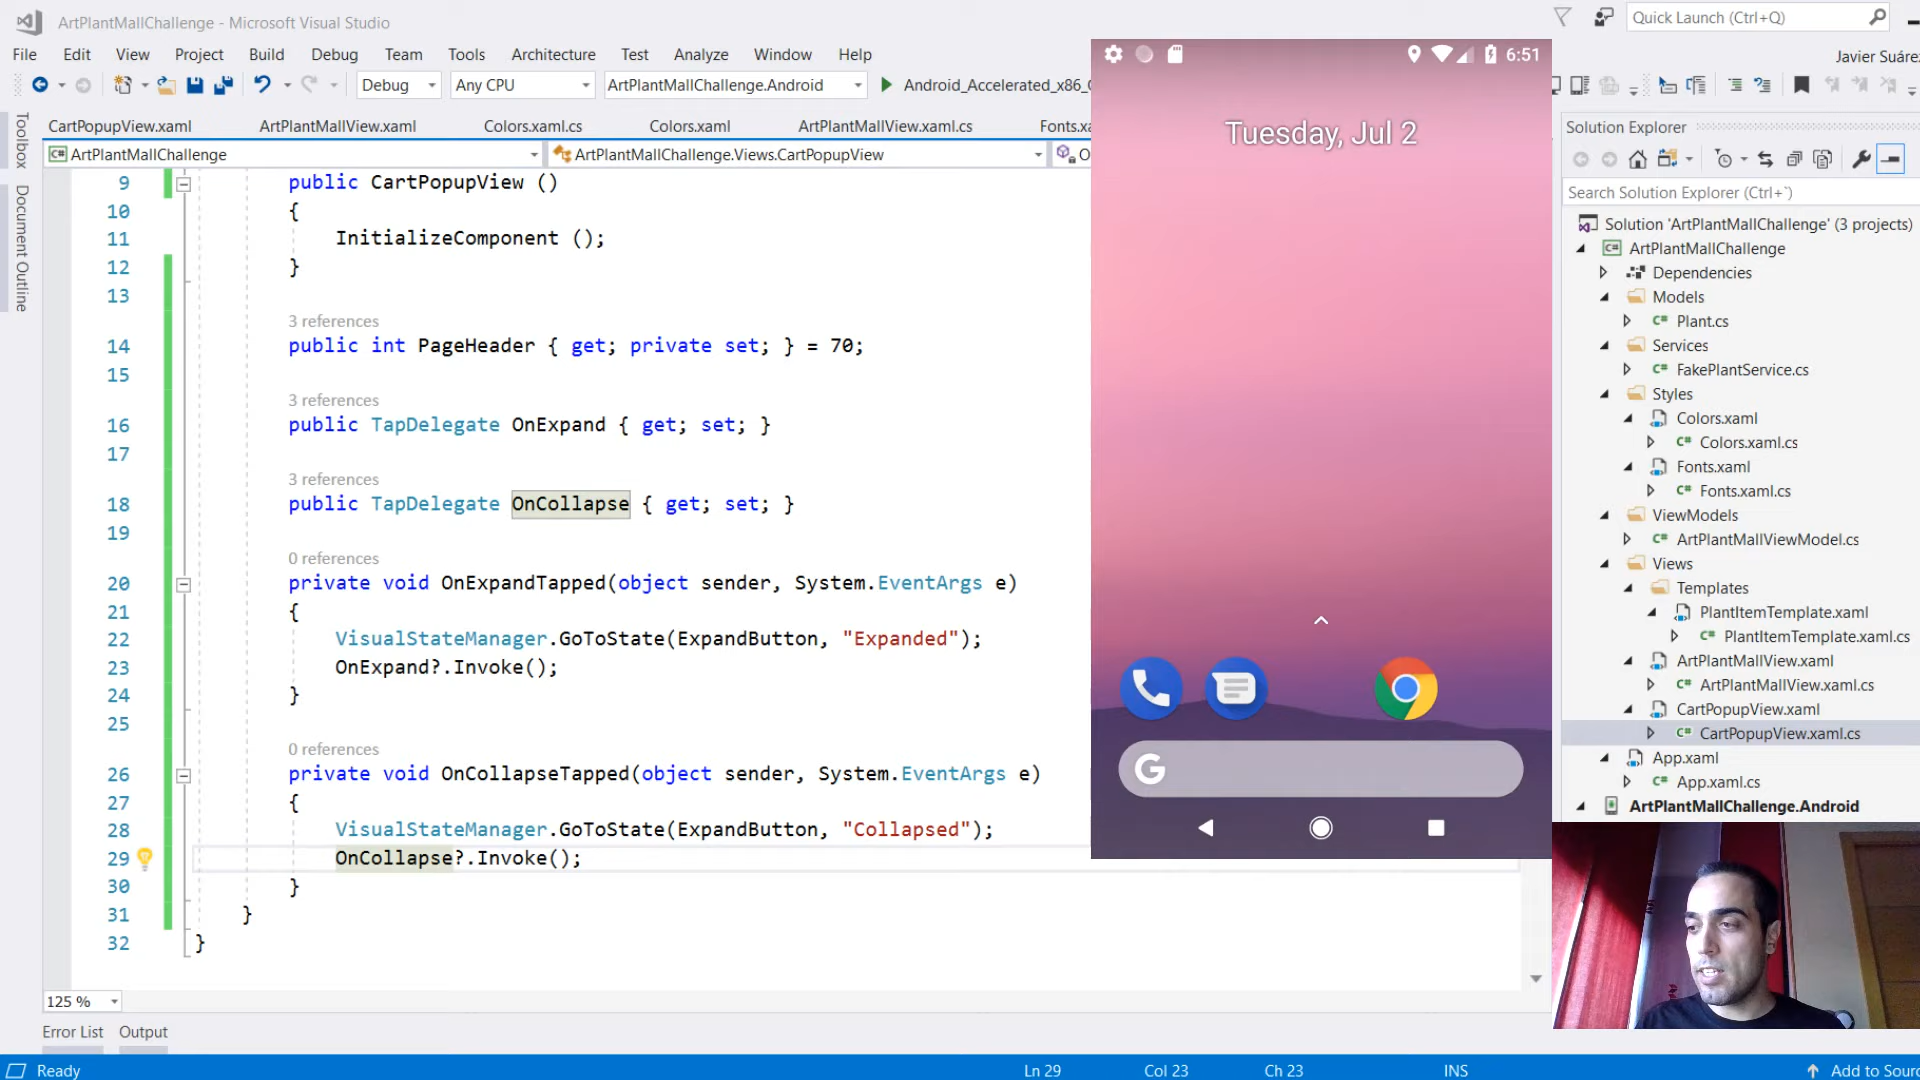 ArtPlantMallChallenge - Microsoft Visual Studio
Quick Launch (Ctrl+Q)
File Edit View Project Build Debug Team Tools Architecture Test Analyze Window Help
Javier Suáre
Debug Any CPU ArtPlantMallChallenge.Android Android_Accelerated_x86_
CartPopupView.xaml ArtPlantMallView.xaml Colors.xaml.cs Colors.xaml ArtPlantMallView.xaml.cs Fonts.xa
ArtPlantMallChallenge ArtPlantMallChallenge.Views.CartPopupView O
Toolbox
Document Outline
9 public CartPopupView ()
10 {
11 InitializeComponent ();
12 }
13
3 references
14 public int PageHeader { get; private set; } = 70;
15
3 references
16 public TapDelegate OnExpand { get; set; }
17
3 references
18 public TapDelegate OnCollapse { get; set; }
19
0 references
20 private void OnExpandTapped(object sender, System.EventArgs e)
21 {
22 VisualStateManager.GoToState(ExpandButton, "Expanded");
23 OnExpand?.Invoke();
24 }
25
0 references
26 private void OnCollapseTapped(object sender, System.EventArgs e)
27 {
28 VisualStateManager.GoToState(ExpandButton, "Collapsed");
29 OnCollapse?.Invoke();
30 }
31 }
32 }
125 %
Error List Output
Ready
Ln 29 Col 23 Ch 23 INS
Add to Sourc
6:51
Tuesday, Jul 2
G
Solution Explorer
Search Solution Explorer (Ctrl+`)
Solution 'ArtPlantMallChallenge' (3 projects)
ArtPlantMallChallenge
Dependencies
Models
Plant.cs
Services
FakePlantService.cs
Styles
Colors.xaml
Colors.xaml.cs
Fonts.xaml
Fonts.xaml.cs
ViewModels
ArtPlantMallViewModel.cs
Views
Templates
PlantItemTemplate.xaml
PlantItemTemplate.xaml.cs
ArtPlantMallView.xaml
ArtPlantMallView.xaml.cs
CartPopupView.xaml
CartPopupView.xaml.cs
App.xaml
App.xaml.cs
ArtPlantMallChallenge.Android